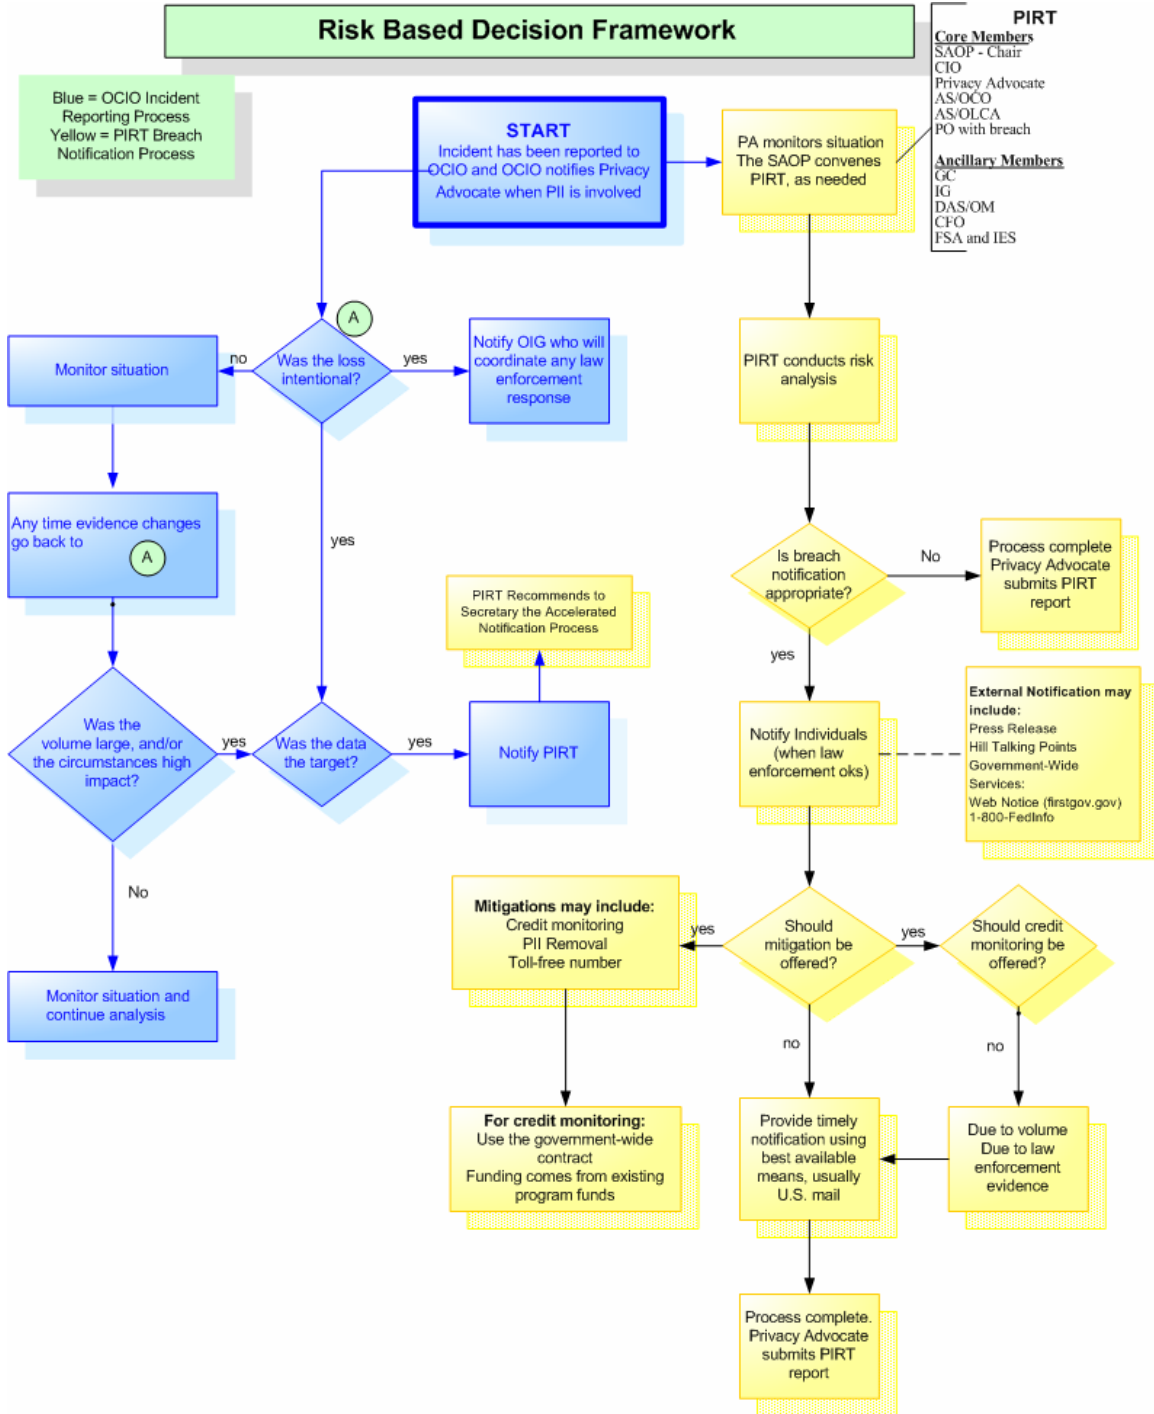 Risk Based Decision Framework
PIRT
Core Members
SAOP - Chair
CIO
Privacy Advocate
AS/OCO
AS/OLCA
PO with breach
Ancillary Members
GC
IG
DAS/OM
CFO
FSA and IES
Blue = OCIO Incident
Reporting Process
Yellow = PIRT Breach
Notification Process
START
Incident has been reported to
OCIO and OCIO notifies Privacy
Advocate when PII is involved
PA monitors situation
The SAOP convenes
PIRT, as needed
A
Monitor situation
no
Was the loss
intentional?
yes
Notify OIG who will
coordinate any law
enforcement
response
PIRT conducts risk
analysis
Any time evidence changes
go back to
A
yes
Is breach
notification
appropriate?
No
Process complete
Privacy Advocate
submits PIRT
report
PIRT Recommends to
Secretary the Accelerated
Notification Process
yes
Was the
volume large, and/or
the circumstances high
impact?
yes
Was the data
the target?
yes
Notify PIRT
Notify Individuals
(when law
enforcement oks)
External Notification may
include:
Press Release
Hill Talking Points
Government-Wide
Services:
Web Notice (firstgov.gov)
1-800-FedInfo
No
Mitigations may include:
Credit monitoring
PII Removal
Toll-free number
yes
Should
mitigation be
offered?
yes
Should credit
monitoring be
offered?
Monitor situation and
continue analysis
no
no
For credit monitoring:
Use the government-wide
contract
Funding comes from existing
program funds
Provide timely
notification using
best available
means, usually
U.S. mail
Due to volume
Due to law
enforcement
evidence
Process complete.
Privacy Advocate
submits PIRT
report